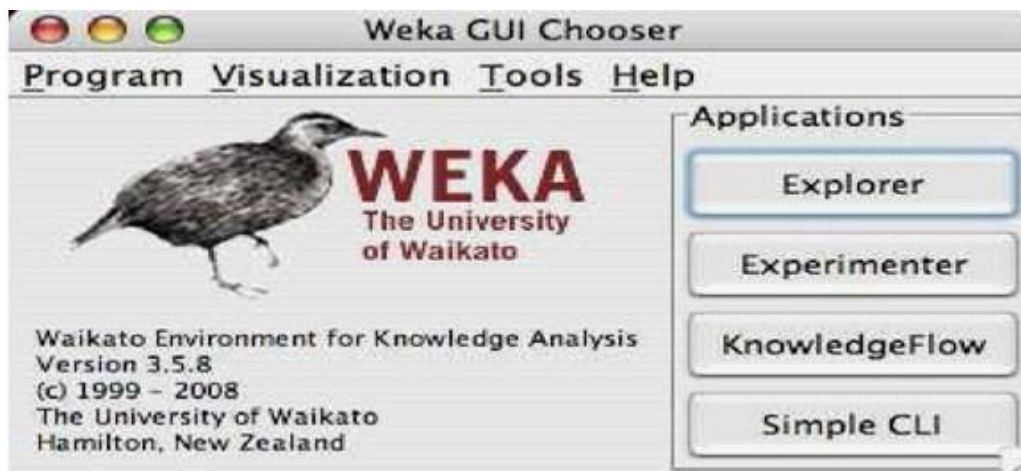 Weka GUI Chooser
Program Visualization Tools Help
WEKA
The University
of Waikato
Waikato Environment for Knowledge Analysis
Version 3.5.8
(c) 1999 - 2008
The University of Waikato
Hamilton, New Zealand
Applications
Explorer
Experimenter
KnowledgeFlow
Simple CLI